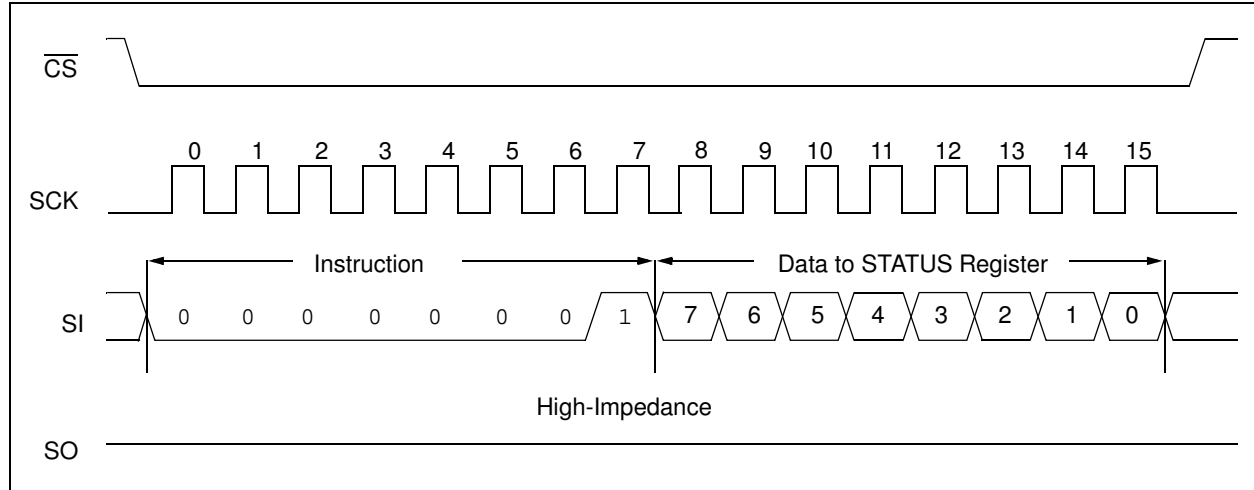 CS
0 1 2 3 4 5 6 7 8 9 10 11 12 13 14 15
SCK
Instruction Data to STATUS Register
SI 0 0 0 0 0 0 0 1 7 6 5 4 3 2 1 0
High-Impedance
SO